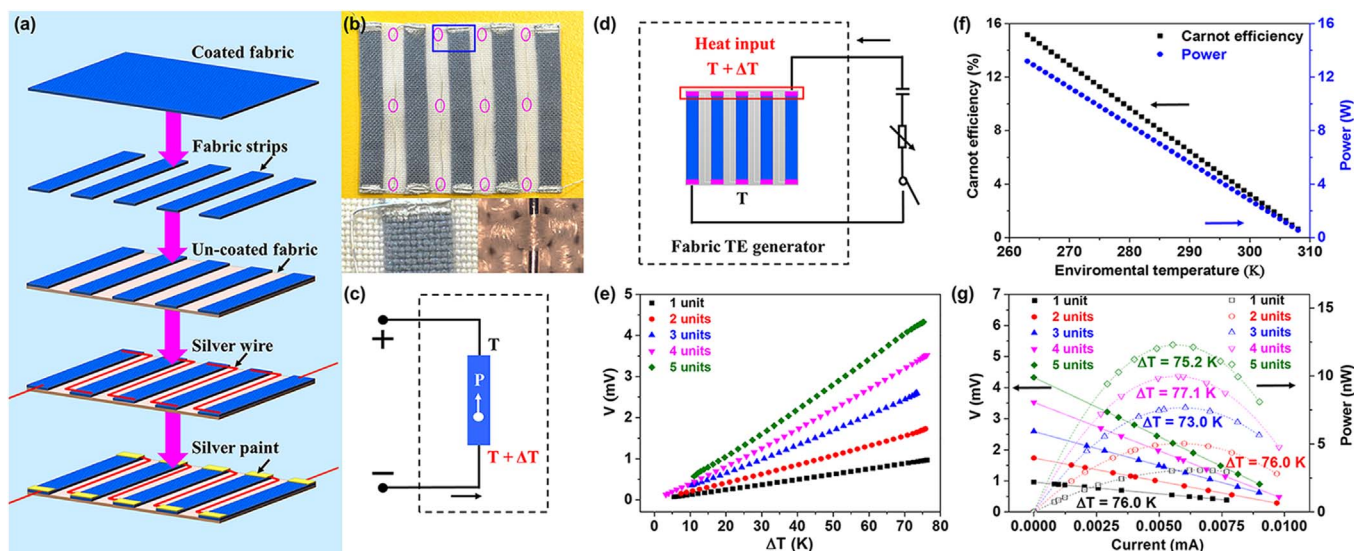 (a)
Coated fabric
Fabric strips
Un-coated fabric
Silver wire
Silver paint
(b)
(c)
T
+
P
−
T + ΔT
(d)
Heat input
T + ΔT
T
Fabric TE generator
(e)
5
4
3
2
1
0
V (mV)
1 unit
2 units
3 units
4 units
5 units
0 10 20 30 40 50 60 70 80
ΔT (K)
(f)
16
12
8
4
0
Carnot efficiency (%)
Carnot efficiency
Power
16
12
8
4
0
Power (W)
260 270 280 290 300 310
Enviromental temperature (K)
(g)
7
6
5
4
3
2
1
0
V (mV)
1 unit 1 unit
2 units 2 units
3 units 3 units
4 units 4 units
5 units 5 units
ΔT = 75.2 K
ΔT = 77.1 K
ΔT = 73.0 K
ΔT = 76.0 K
ΔT = 76.0 K
15
10
5
0
Power (nW)
0.0000 0.0025 0.0050 0.0075 0.0100
Current (mA)